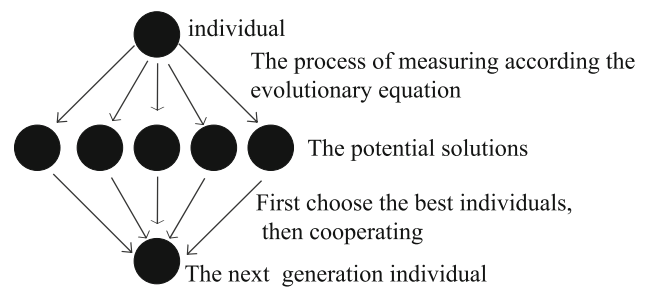 individual
The process of measuring according the
evolutionary equation
The potential solutions
First choose the best individuals,
then cooperating
The next generation individual